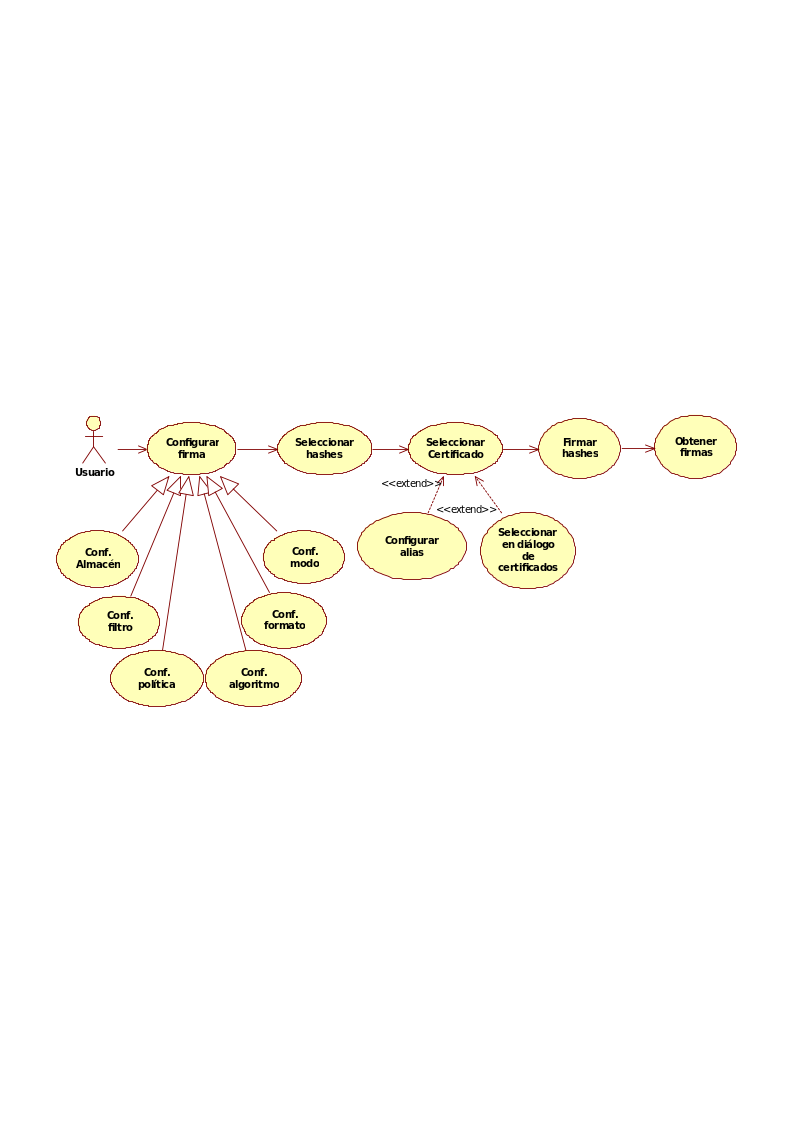 Usuario
Configurar
firma
Seleccionar
hashes
Seleccionar
Certificado
Firmar
hashes
Obtener
firmas
<<extend>>
<<extend>>
Conf.
Almacén
Conf.
modo
Configurar
alias
Seleccionar
en diálogo
de
certificados
Conf.
filtro
Conf.
formato
Conf.
política
Conf.
algoritmo